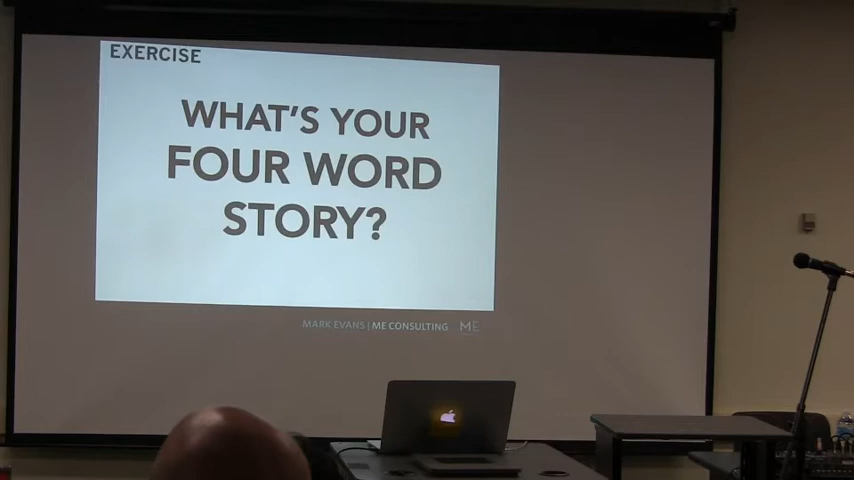 EXERCISE
WHAT'S YOUR
FOUR WORD
STORY?
MARK EVANS | ME CONSULTING ME